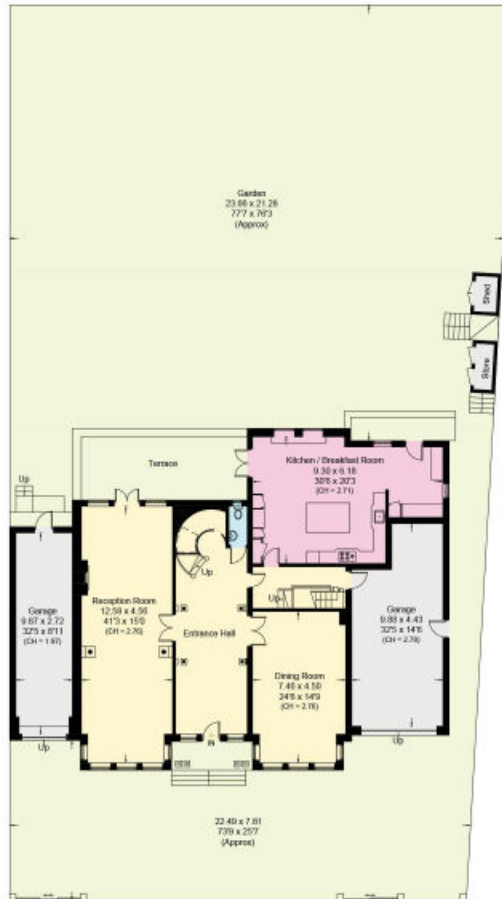 Garden
23.66 x 21.28
77'7 x 76'3
(Approx)
Shed
Store
Up
Terrace
Kitchen / Breakfast Room
9.30 x 6.18
30'6 x 20'3
(CH = 2.71)
Up
Reception Room
12.58 x 4.56
41'3 x 15'0
(CH = 2.76)
Garage
9.87 x 2.72
32'5 x 8'11
(CH = 1.97)
Entrance Hall
Up
Garage
9.88 x 4.43
32'5 x 14'6
(CH = 2.78)
Dining Room
7.46 x 4.50
24'6 x 14'9
(CH = 2.76)
IN
Up
Up
22.49 x 7.81
73'9 x 25'7
(Approx)